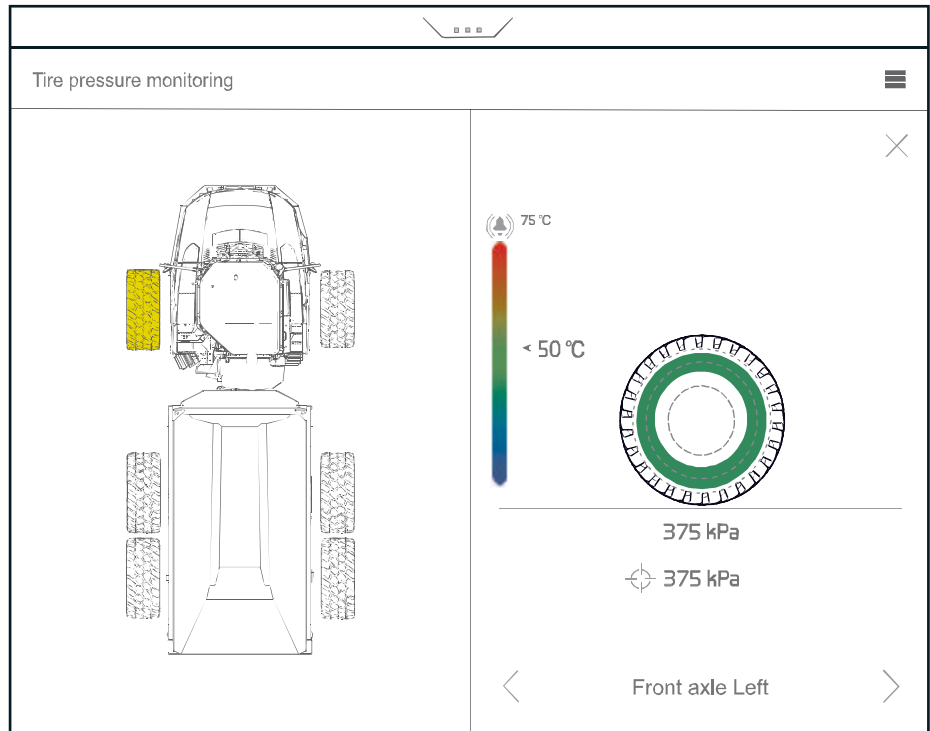 Tire pressure monitoring
75 °C
50 °C
375 kPa
375 kPa
Front axle Left